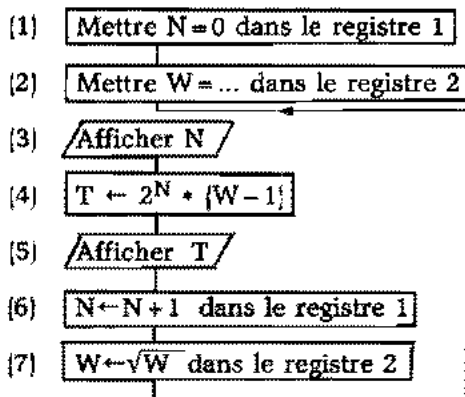 (1) Mettre N=0 dans le registre 1
(2) Mettre W=... dans le registre 2
(3) Afficher N
(4) T ← 2^N * {W-1}
(5) Afficher T
(6) N←N+1 dans le registre 1
(7) W←√W dans le registre 2